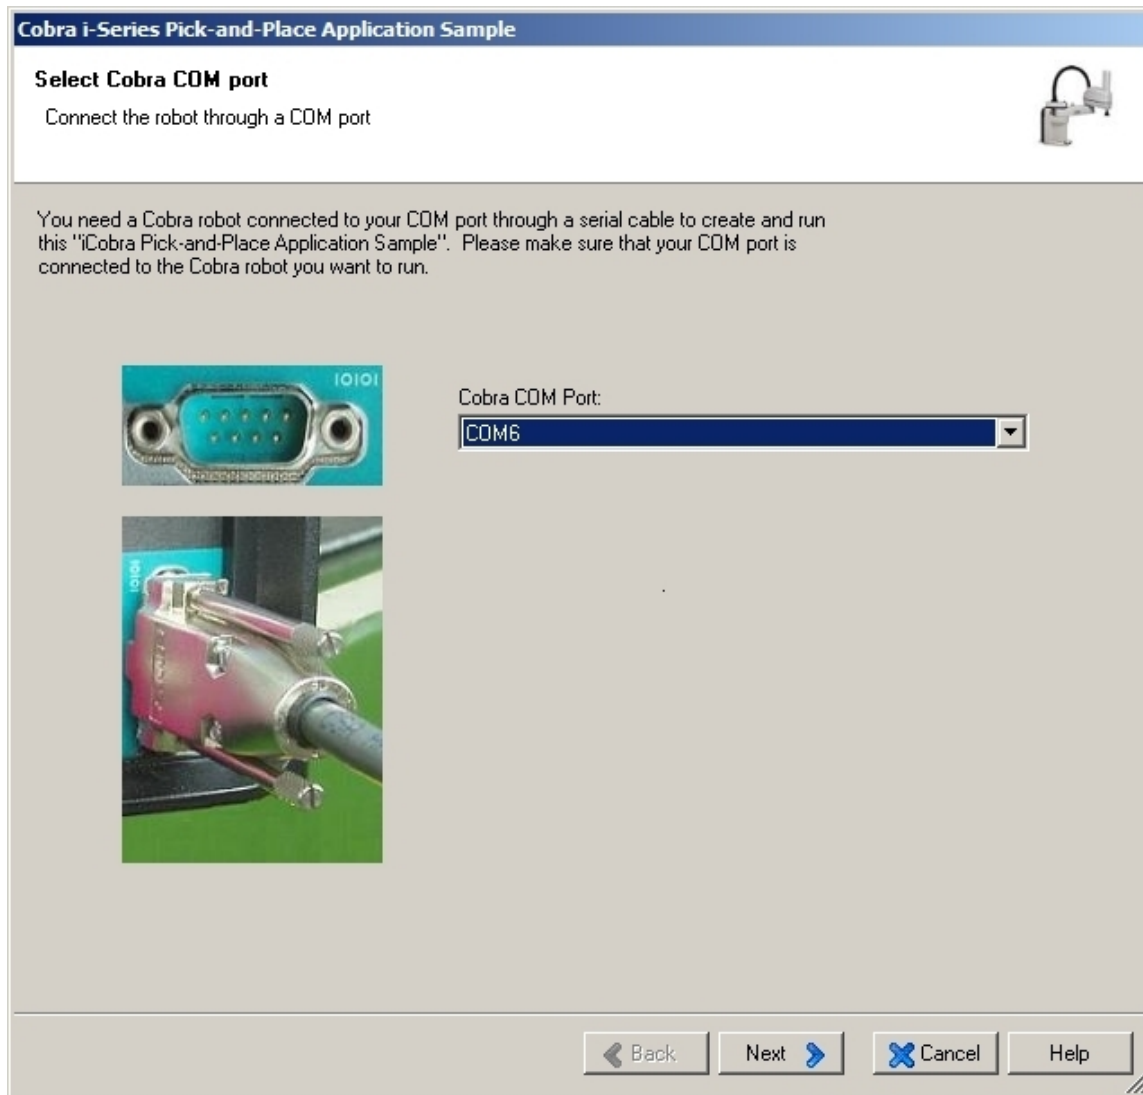 Cobra i-Series Pick-and-Place Application Sample
Select Cobra COM port
Connect the robot through a COM port
You need a Cobra robot connected to your COM port through a serial cable to create and run
this "iCobra Pick-and-Place Application Sample". Please make sure that your COM port is
connected to the Cobra robot you want to run.
10101
Cobra COM Port:
COM6
10101
Back
Next
Cancel
Help